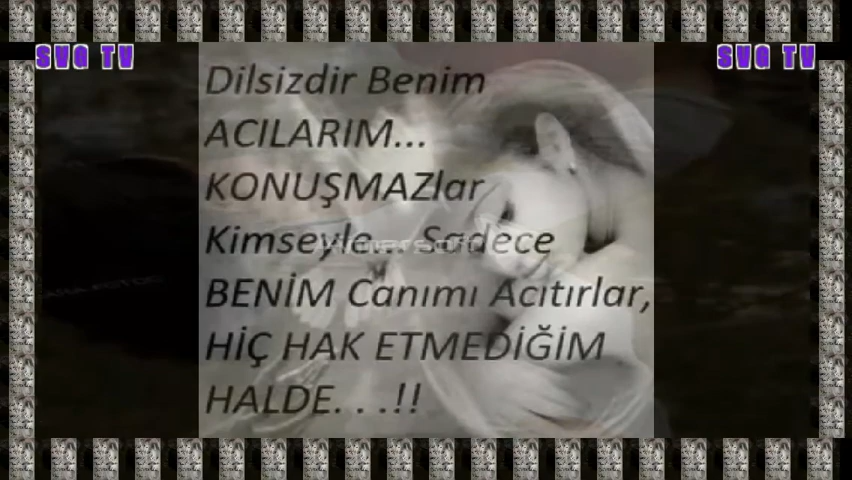 SVG TV SVG TV
Dilsizdir Benim
ACILARIM...
KONUŞMAZlar
Kimseyle... Sadece
BENİM Canımı Acıtırlar,
HİÇ HAK ETMEDİĞİM
HALDE. . .!!